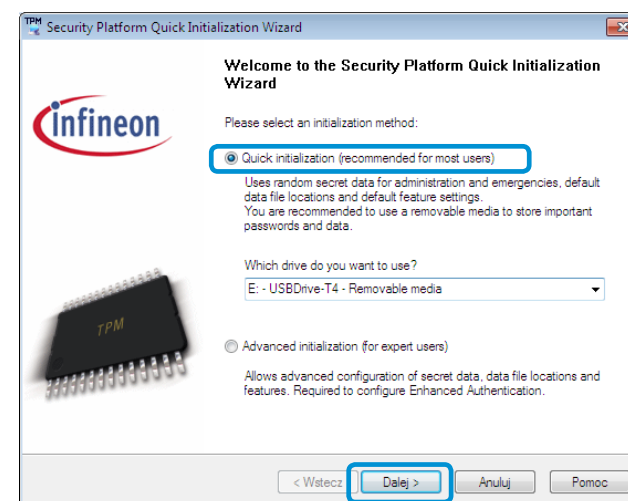 TPM
Security Platform Quick Initialization Wizard
Welcome to the Security Platform Quick Initialization
Wizard
infineon
Please select an initialization method:
Quick initialization (recommended for most users)
Uses random secret data for administration and emergencies, default
data file locations and default feature settings.
You are recommended to use a removable media to store important
passwords and data.
Which drive do you want to use?
E: - USBDrive-T4 - Removable media
TPM
Advanced initialization (for expert users)
Allows advanced configuration of secret data, data file locations and
features. Required to configure Enhanced Authentication.
< Wstecz Dalej > Anuluj Pomoc